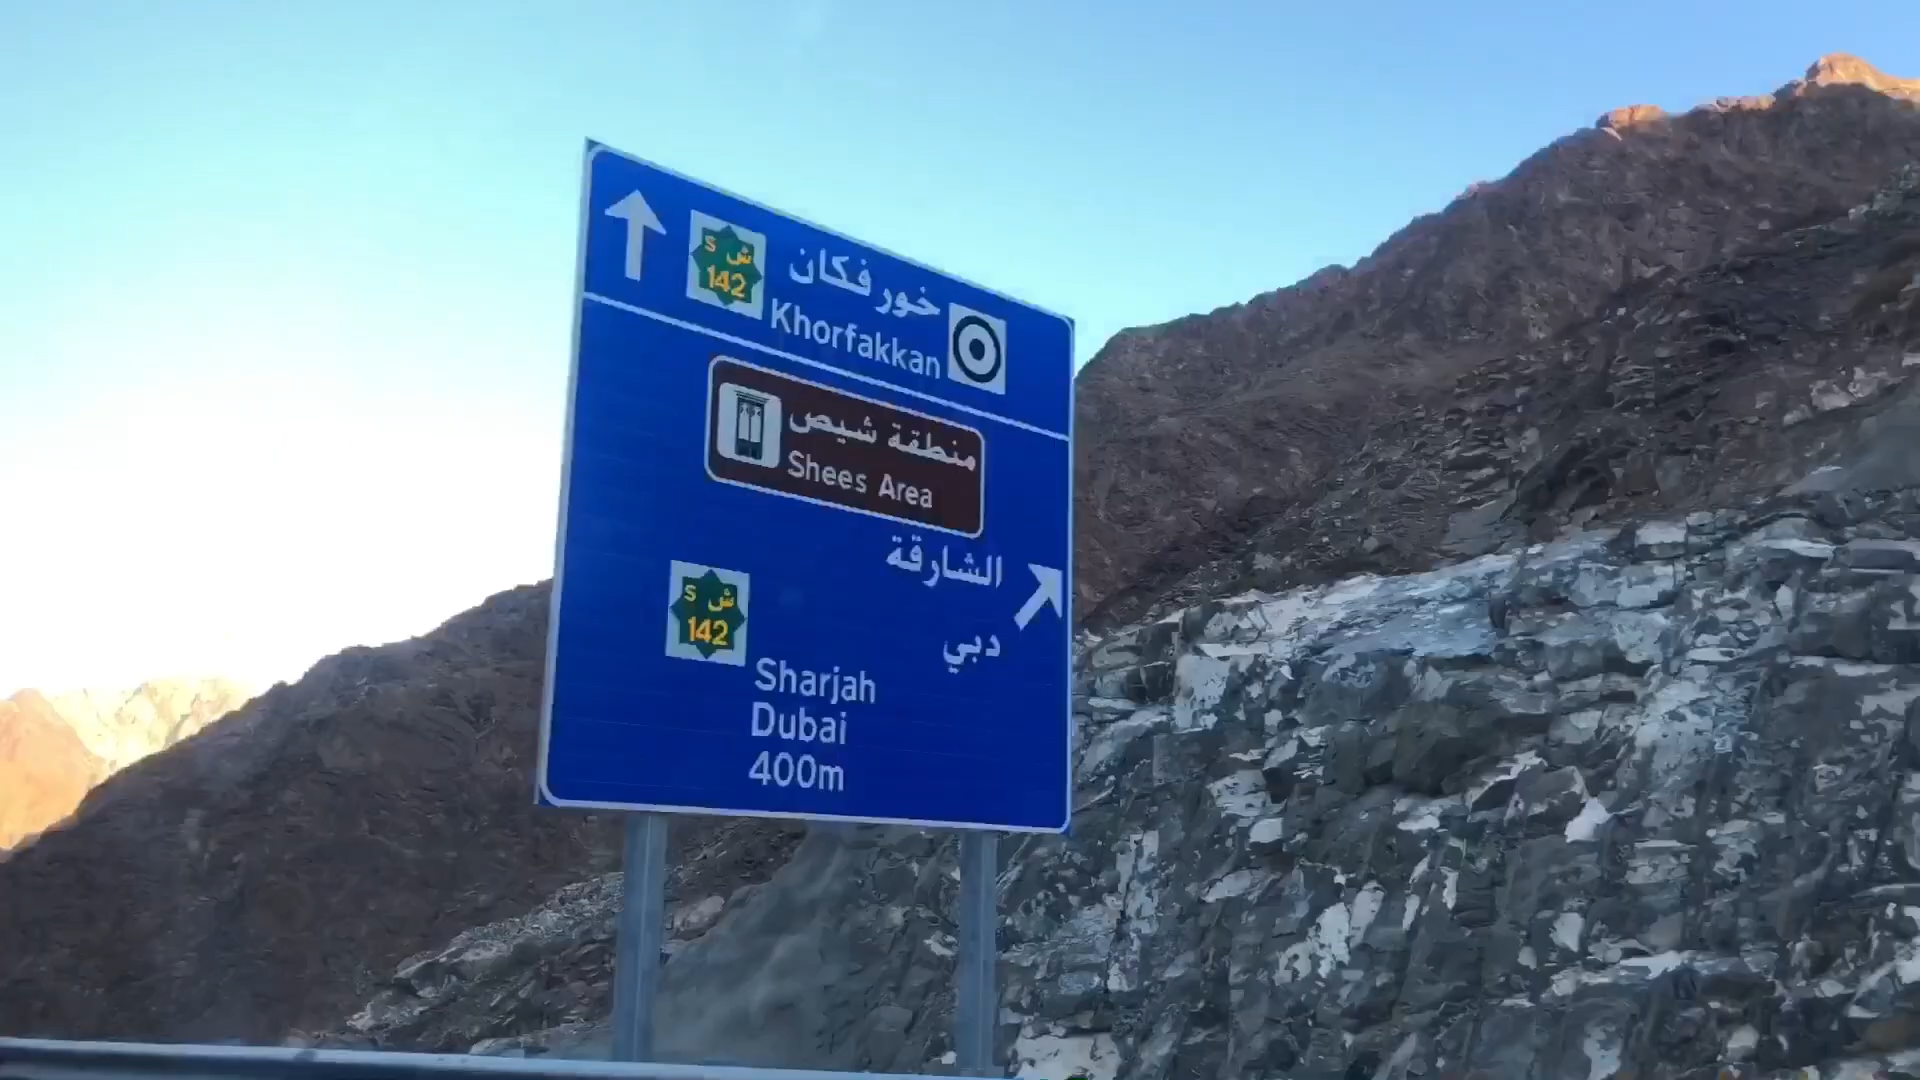 S ش
142
خور فكان
Khorfakkan
منطقة شيص
Shees Area
الشارقة
دبي
S ش
142
Sharjah
Dubai
400m